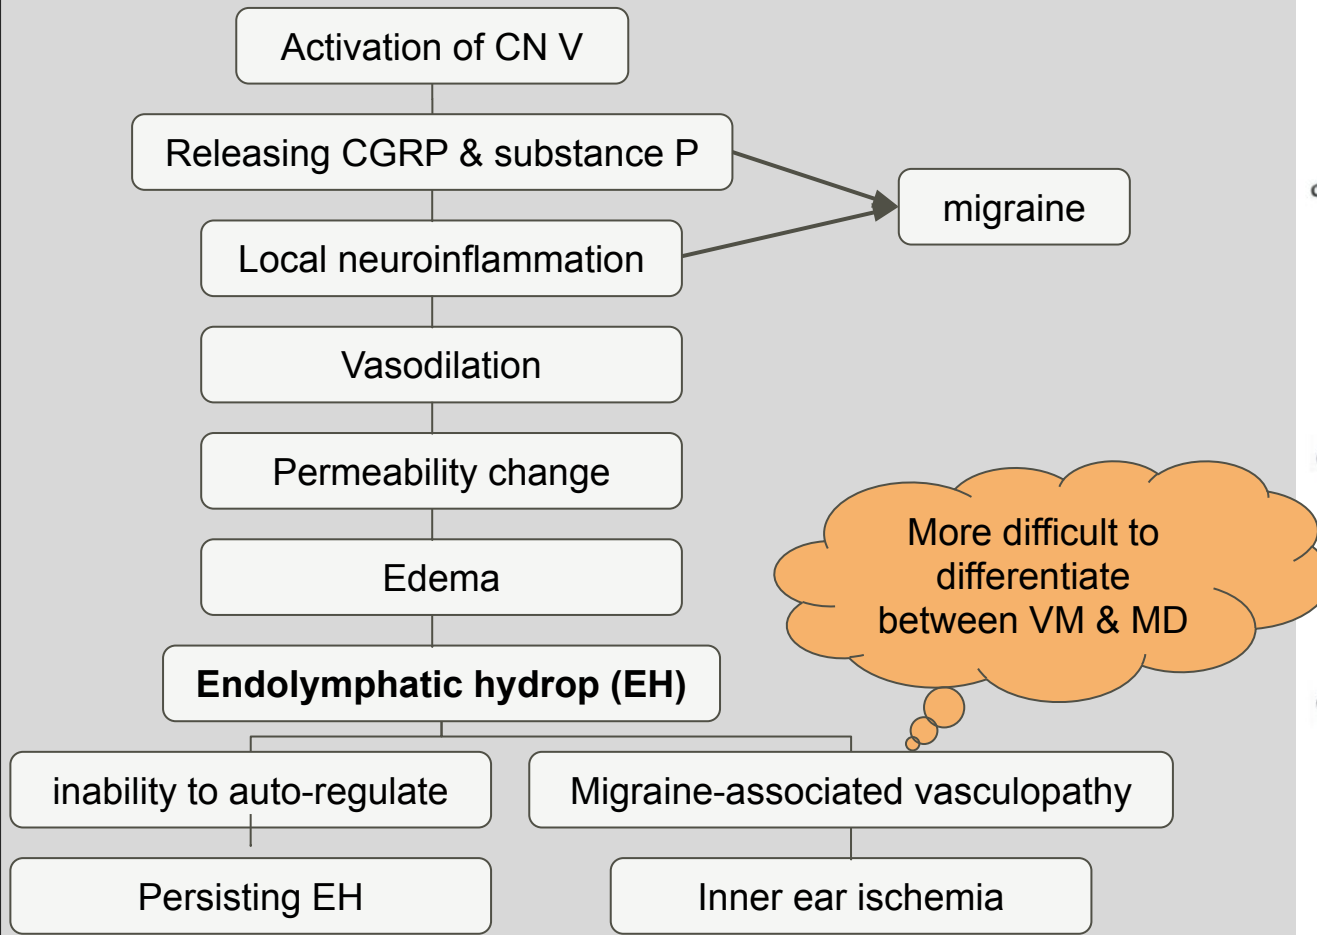 Activation of CN V
Releasing CGRP & substance P
migraine
Local neuroinflammation
Vasodilation
Permeability change
Edema
More difficult to
differentiate
between VM & MD
Endolymphatic hydrop (EH)
inability to auto-regulate
Migraine-associated vasculopathy
Persisting EH
Inner ear ischemia